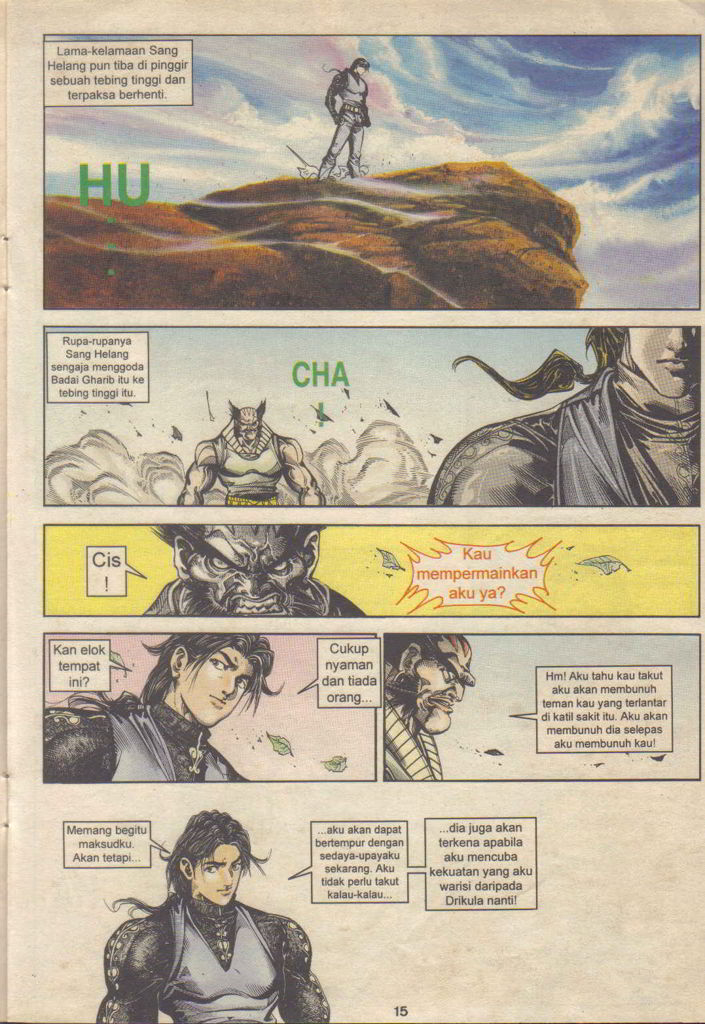 Lama-kelamaan Sang
Helang pun tiba di pinggir
sebuah tebing tinggi dan
terpaksa berhenti.
HU
...
Rupa-rupanya
Sang Helang
sengaja menggoda
Badai Gharib itu ke
tebing tinggi itu.
CHA
!
Cis
!
Kau
mempermainkan
aku ya?
Kan elok
tempat
ini?
Cukup
nyaman
dan tiada
orang...
Hm! Aku tahu kau takut
aku akan membunuh
teman kau yang terlantar
di katil sakit itu. Aku akan
membunuh dia selepas
aku membunuh kau!
Memang begitu
maksudku.
Akan tetapi...
...aku akan dapat
bertempur dengan
sedaya-upayaku
sekarang. Aku
tidak perlu takut
kalau-kalau...
...dia juga akan
terkena apabila
aku mencuba
kekuatan yang aku
warisi daripada
Drikula nanti!
15